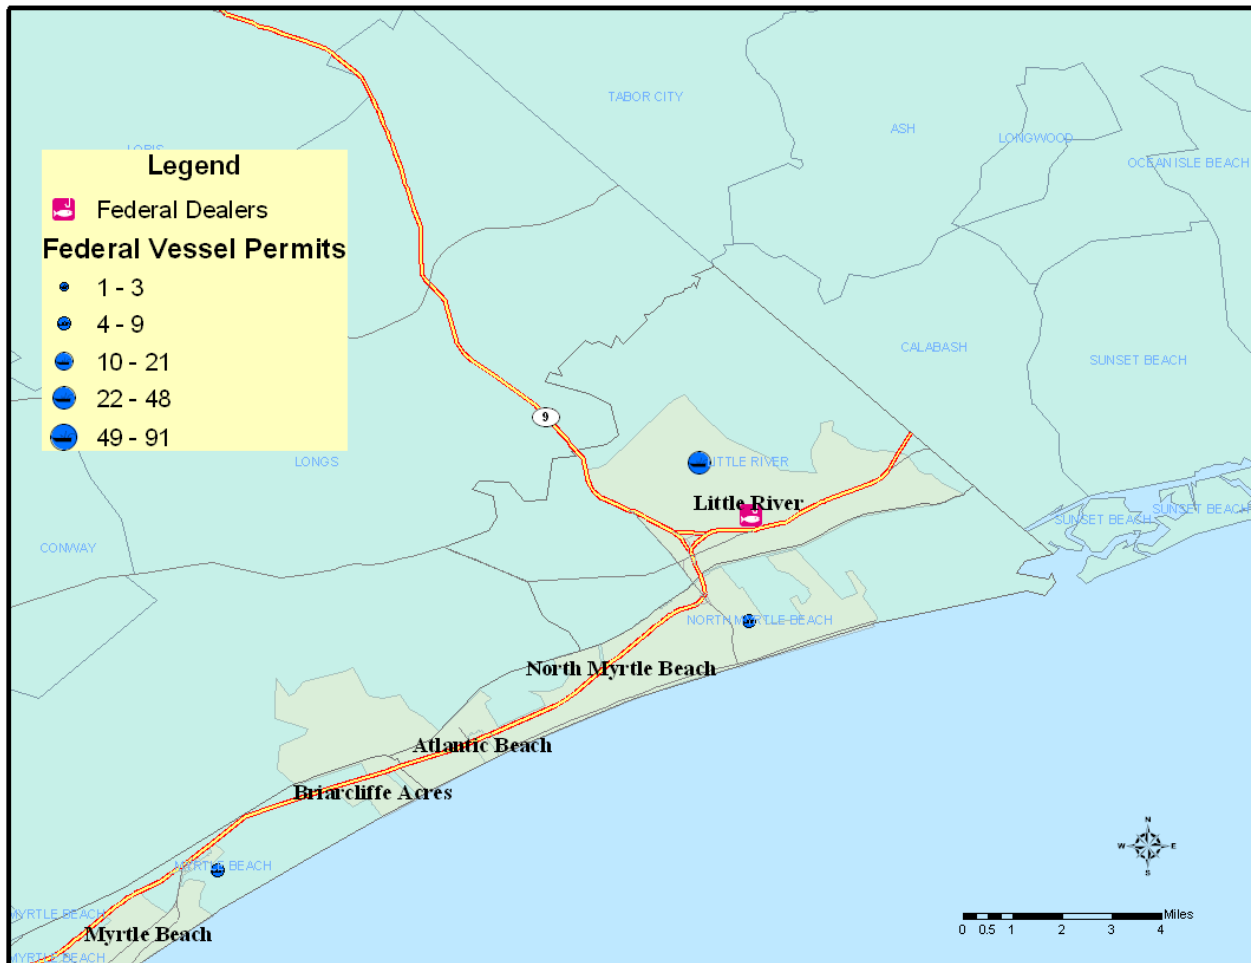 TABOR CITY
ASH
LONGWOOD
OCEAN ISLE BEACH
LORIS
Legend
Federal Dealers
Federal Vessel Permits
1 - 3
4 - 9
10 - 21
22 - 48
49 - 91
CALABASH
SUNSET BEACH
9
LONGS
LITTLE RIVER
Little River
SUNSET BEACH
SUNSET BEACH
CONWAY
NORTH MYRTLE BEACH
North Myrtle Beach
Atlantic Beach
Briarcliffe Acres
MYRTLE BEACH
N
W E
S
MYRTLE BEACH
Myrtle Beach
MYRTLE BEACH
Miles
0 0.5 1 2 3 4